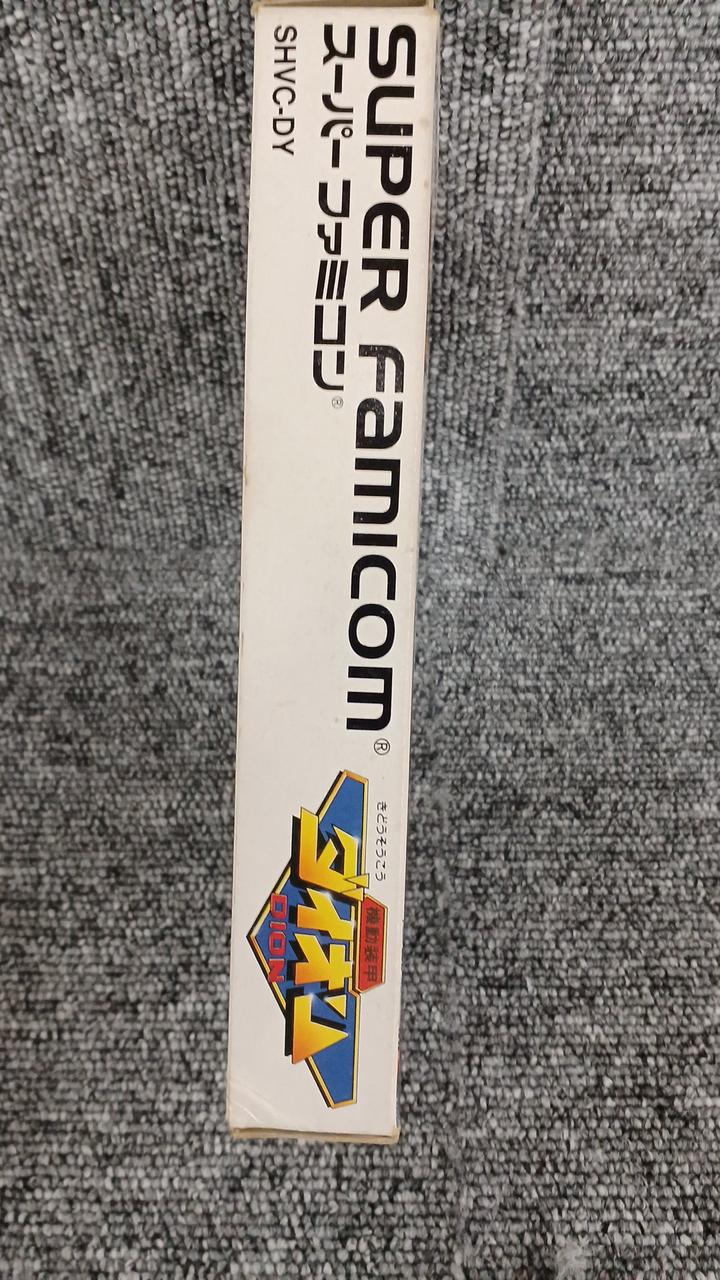 SUPER Famicom®
スーパーファミコン®
SHVC-DY
きどうそうこう
機動装甲
ダイオン
DION